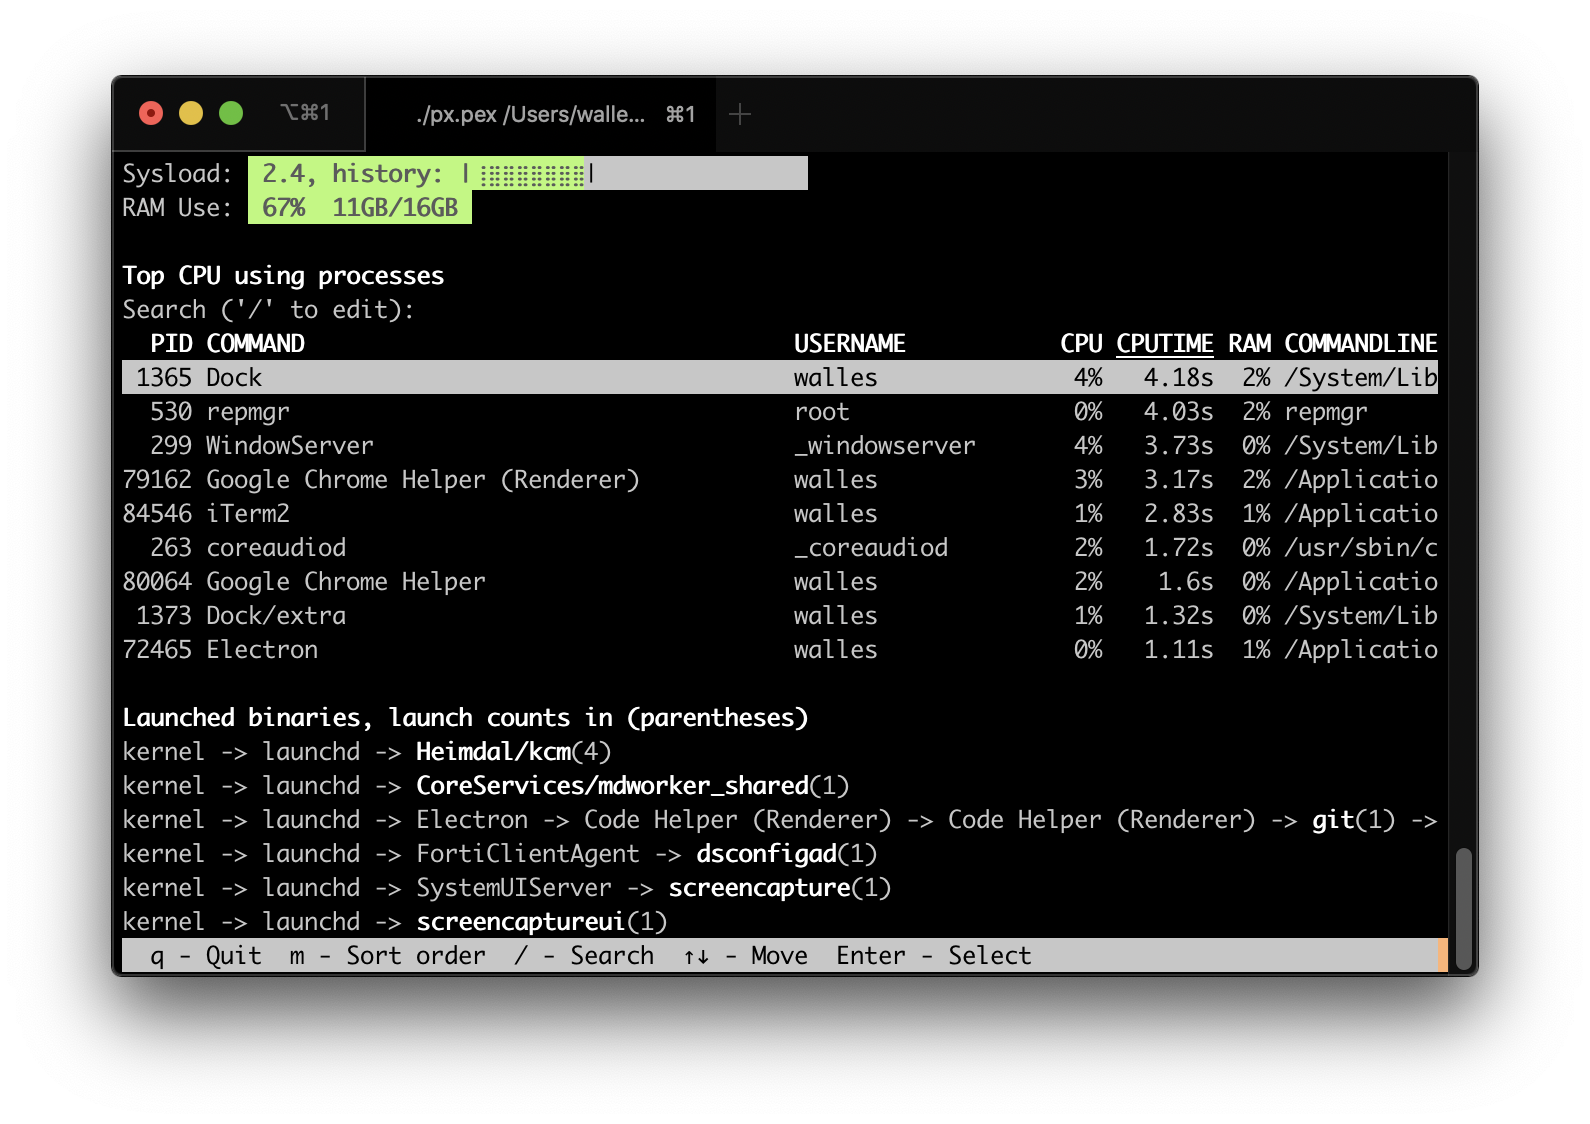 ⌥⌘1 ./px.pex /Users/walle... ⌘1 +
Sysload: 2.4, history: |⣿⣿⣿⣿⣿⣿⣿|
RAM Use: 67% 11GB/16GB
Top CPU using processes
Search ('/' to edit):
PID COMMAND USERNAME CPU CPUTIME RAM COMMANDLINE
1365 Dock walles 4% 4.18s 2% /System/Lib
530 repmgr root 0% 4.03s 2% repmgr
299 WindowServer _windowserver 4% 3.73s 0% /System/Lib
79162 Google Chrome Helper (Renderer) walles 3% 3.17s 2% /Applicatio
84546 iTerm2 walles 1% 2.83s 1% /Applicatio
263 coreaudiod _coreaudiod 2% 1.72s 0% /usr/sbin/c
80064 Google Chrome Helper walles 2% 1.6s 0% /Applicatio
1373 Dock/extra walles 1% 1.32s 0% /System/Lib
72465 Electron walles 0% 1.11s 1% /Applicatio
Launched binaries, launch counts in (parentheses)
kernel -> launchd -> Heimdal/kcm(4)
kernel -> launchd -> CoreServices/mdworker_shared(1)
kernel -> launchd -> Electron -> Code Helper (Renderer) -> Code Helper (Renderer) -> git(1) ->
kernel -> launchd -> FortiClientAgent -> dsconfigad(1)
kernel -> launchd -> SystemUIServer -> screencapture(1)
kernel -> launchd -> screencaptureui(1)
q - Quit m - Sort order / - Search ↑↓ - Move Enter - Select